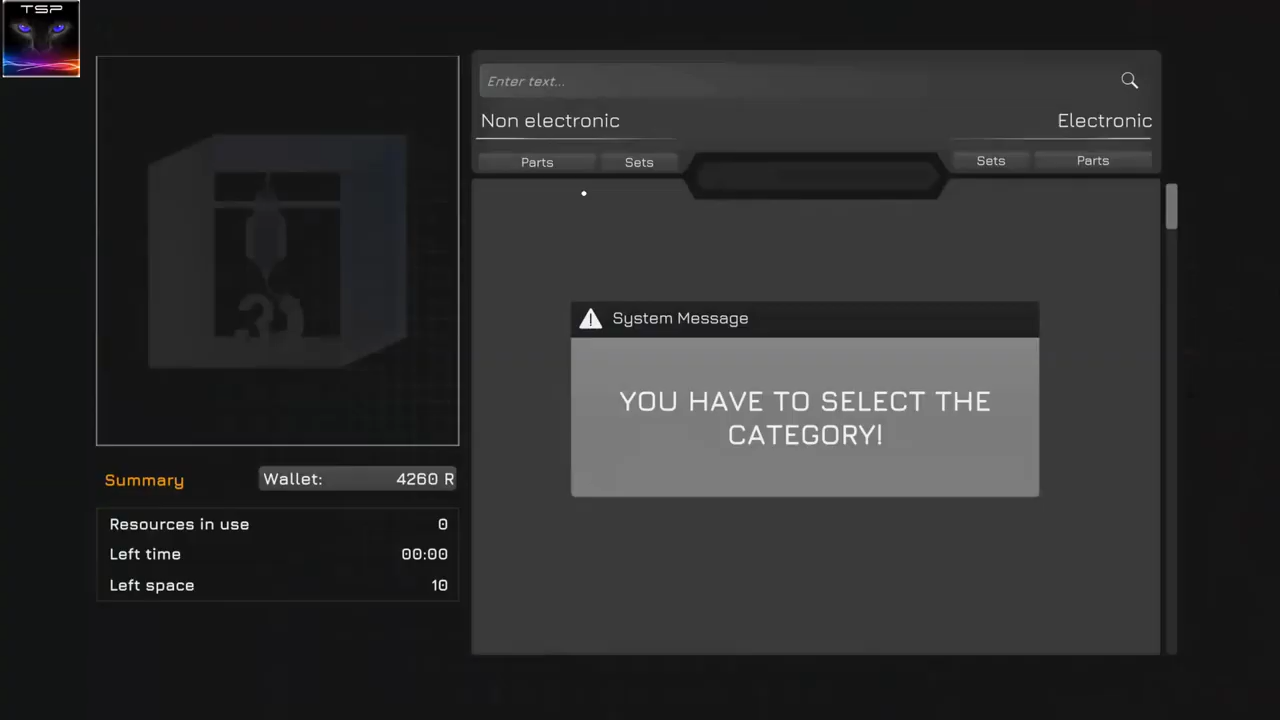 TSP
Enter text...
Non electronic
Electronic
Parts
Sets
Sets
Parts
System Message
YOU HAVE TO SELECT THE
CATEGORY!
3D
Summary
Wallet: 4260 R
Resources in use 0
Left time 00:00
Left space 10